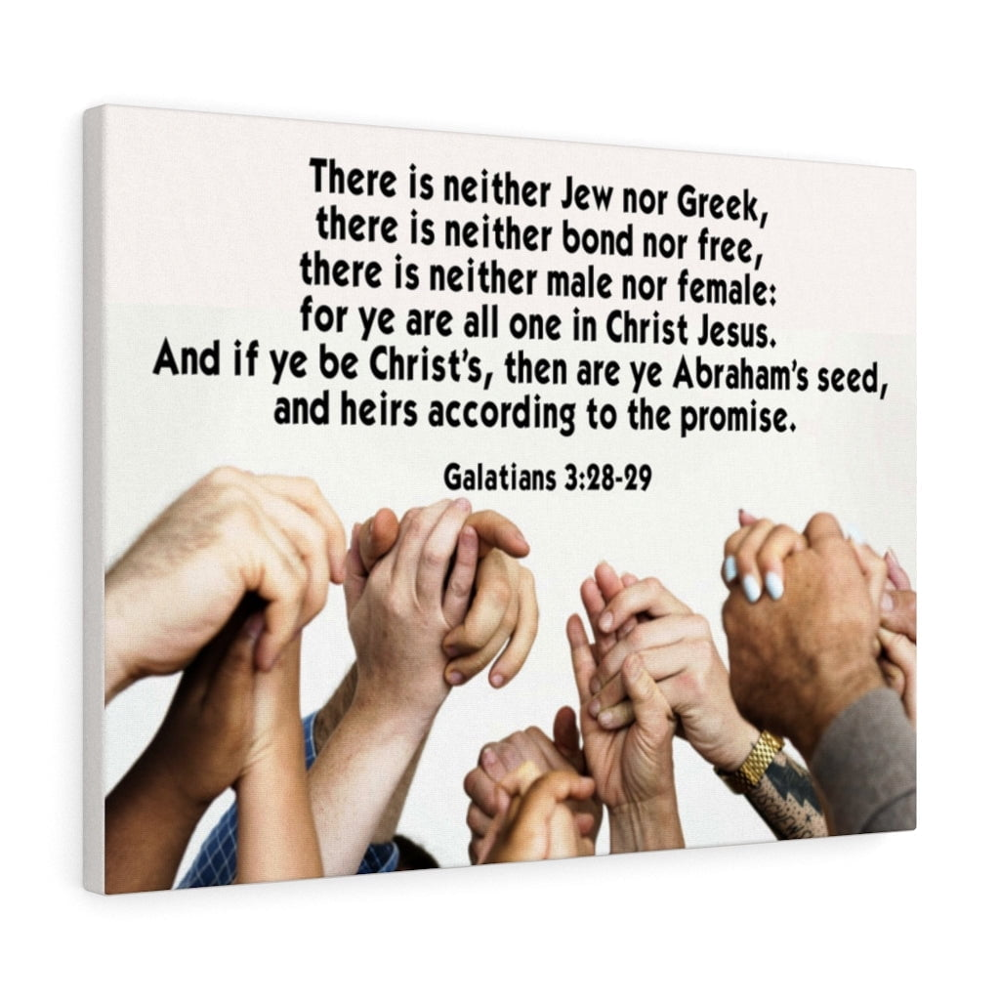 There is neither Jew nor Greek,
there is neither bond nor free,
there is neither male nor female:
for ye are all one in Christ Jesus.
And if ye be Christ's, then are ye Abraham's seed,
and heirs according to the promise.
Galatians 3:28-29